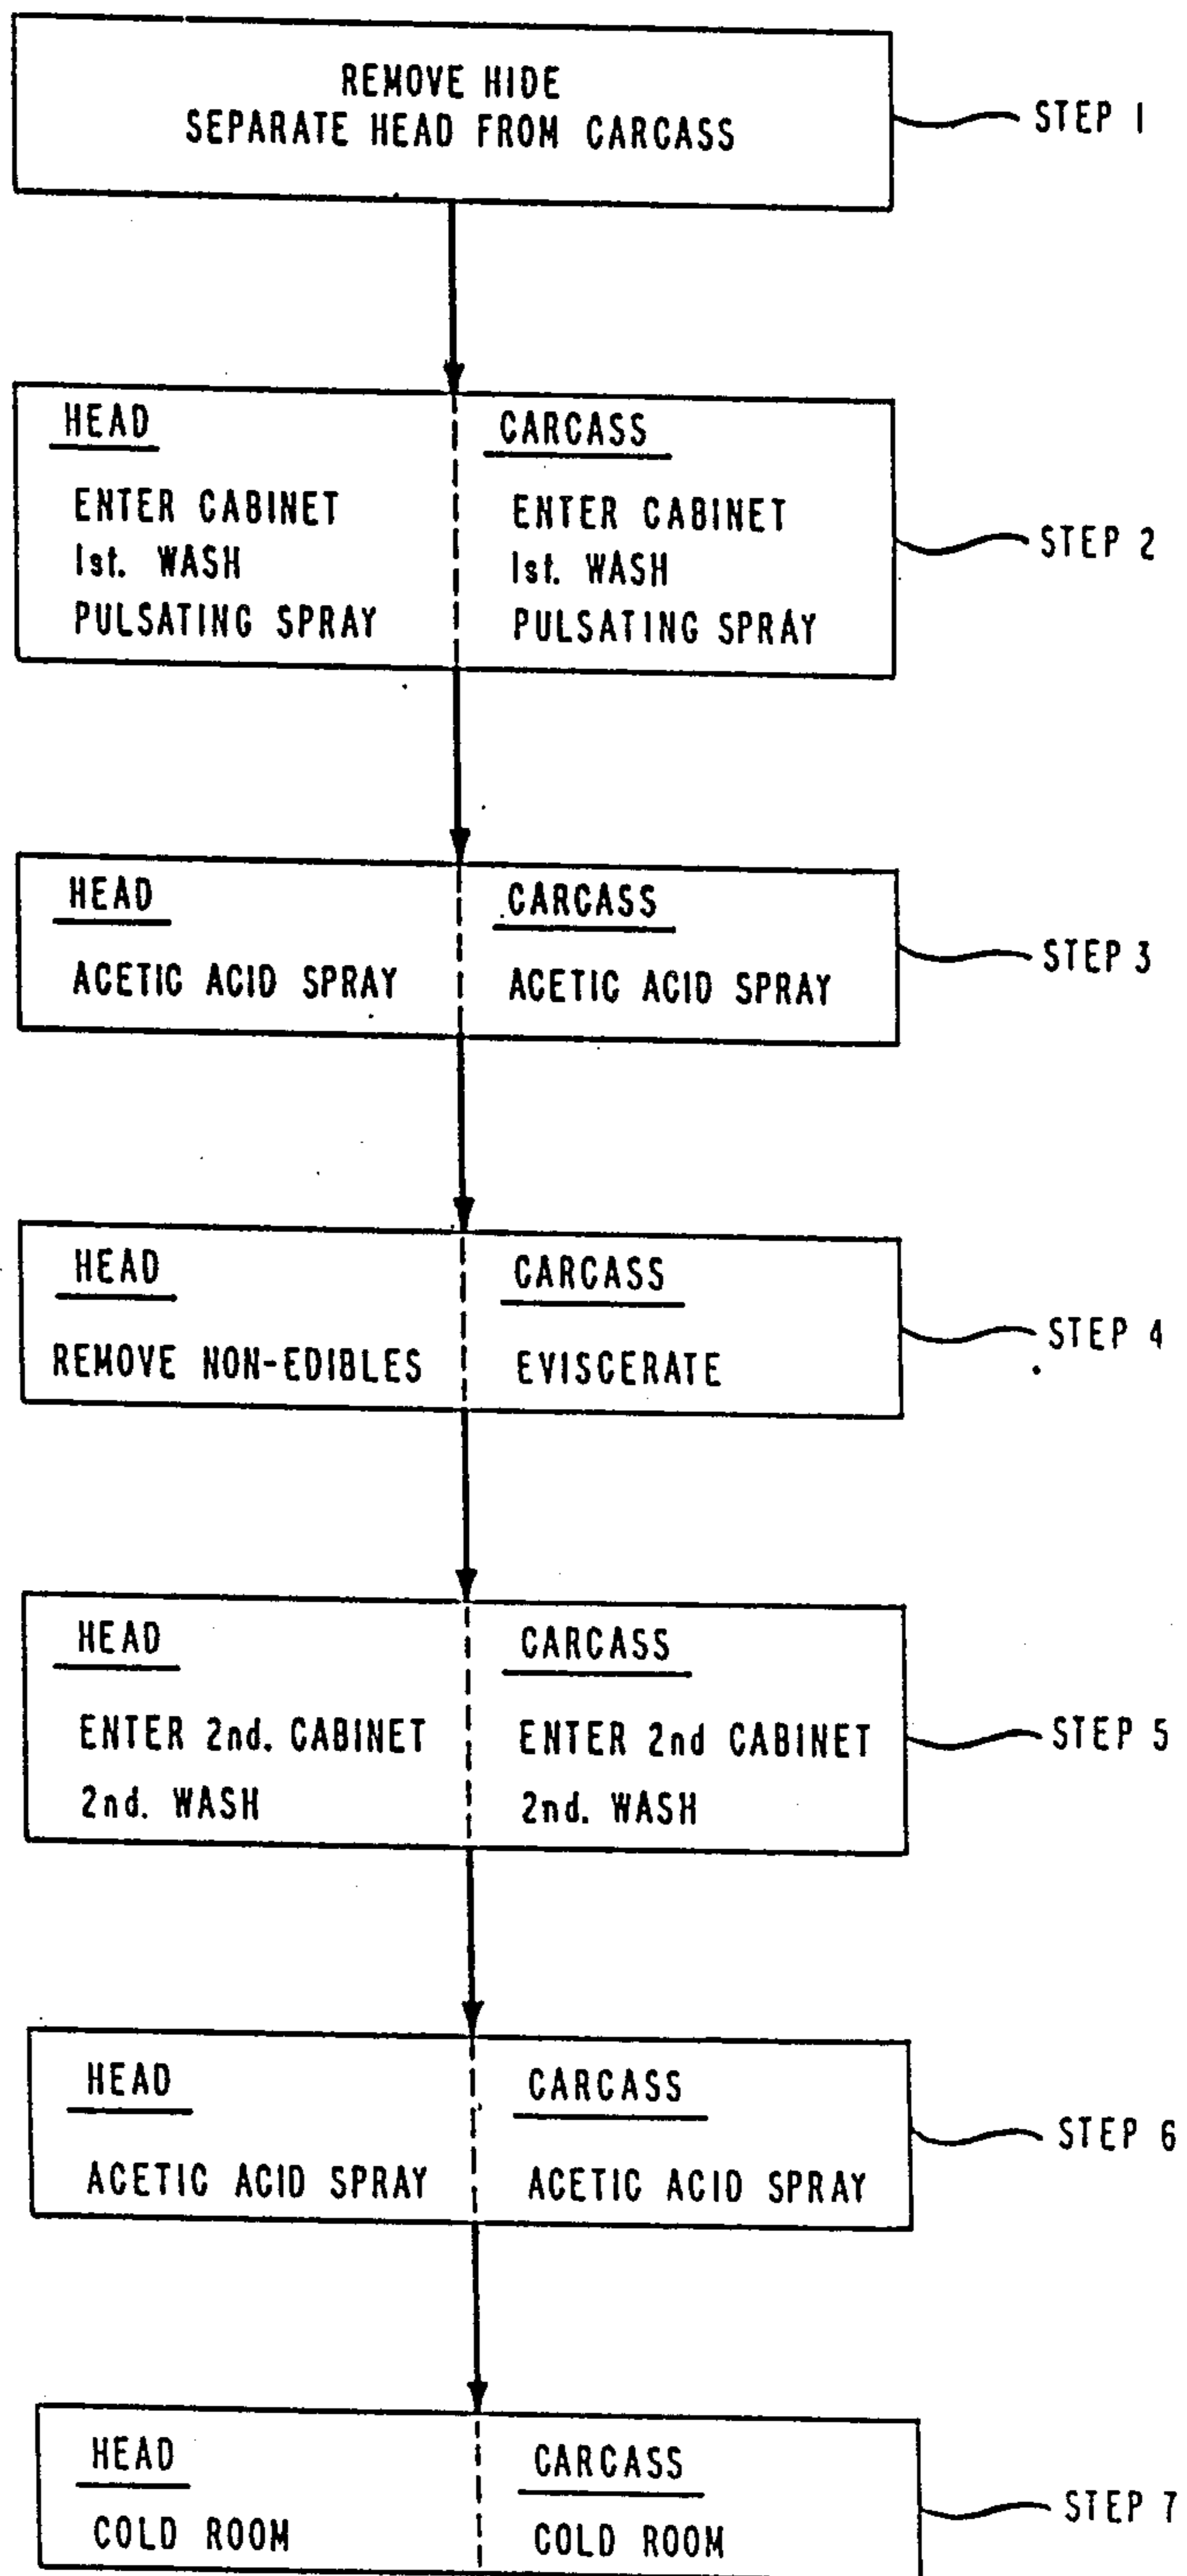 REMOVE HIDE
SEPARATE HEAD FROM CARCASS
STEP 1
HEAD
ENTER CABINET
1st. WASH
PULSATING SPRAY
CARCASS
ENTER CABINET
1st. WASH
PULSATING SPRAY
STEP 2
HEAD
ACETIC ACID SPRAY
CARCASS
ACETIC ACID SPRAY
STEP 3
HEAD
REMOVE NON-EDIBLES
CARCASS
EVISCERATE
STEP 4
HEAD
ENTER 2nd. CABINET
2nd. WASH
CARCASS
ENTER 2nd CABINET
2nd. WASH
STEP 5
HEAD
ACETIC ACID SPRAY
CARCASS
ACETIC ACID SPRAY
STEP 6
HEAD
COLD ROOM
CARCASS
COLD ROOM
STEP 7